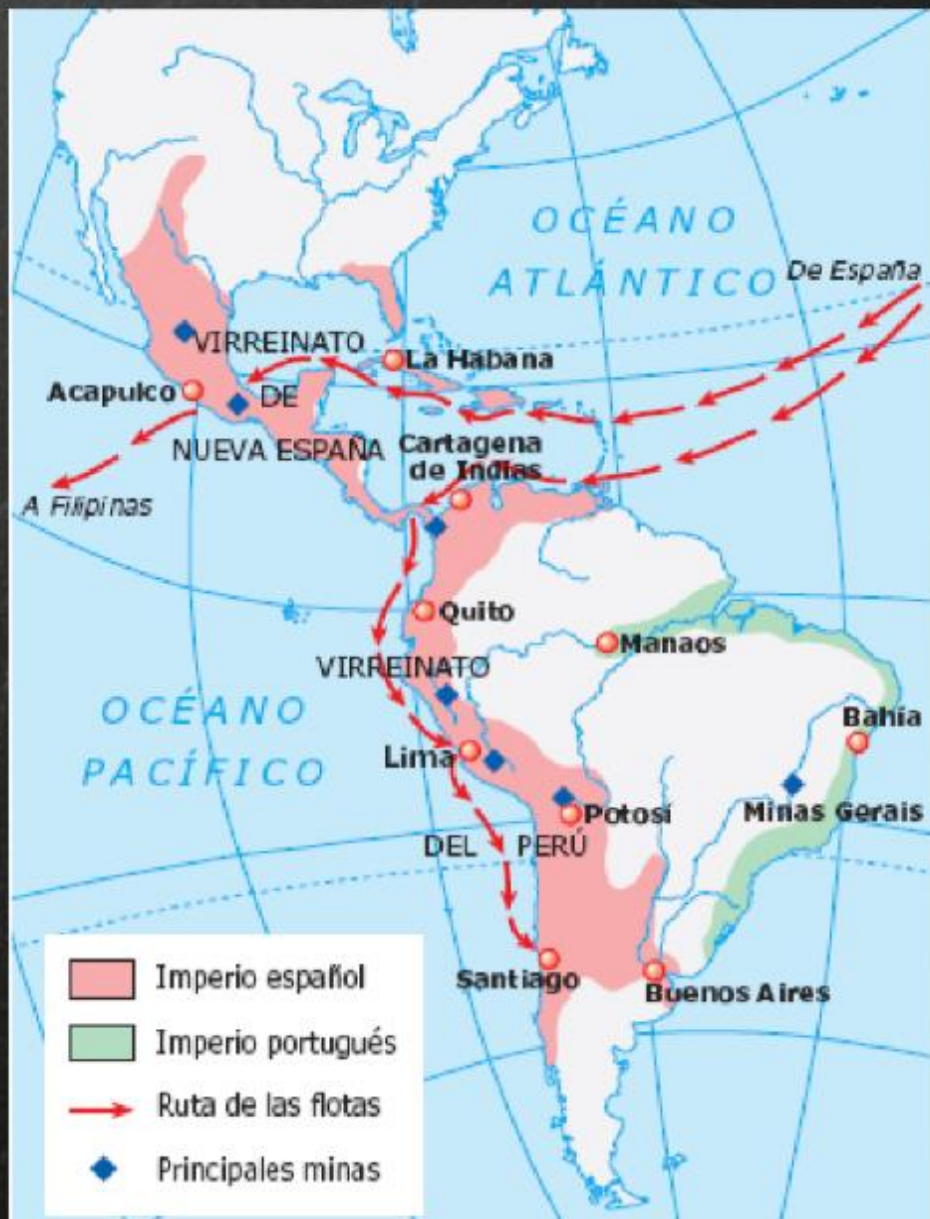 OCÉANO
ATLÁNTICO
De España
VIRREINATO
La Habana
Acapulco
DE
NUEVA ESPAÑA
Cartagena
de Indias
A Filipinas
Quito
Manaos
VIRREINATO
OCÉANO
PACÍFICO
Bahía
Lima
Minas Gerais
Potosí
DEL PERÚ
Santiago
Buenos Aires
Imperio español
Imperio portugués
Ruta de las flotas
Principales minas